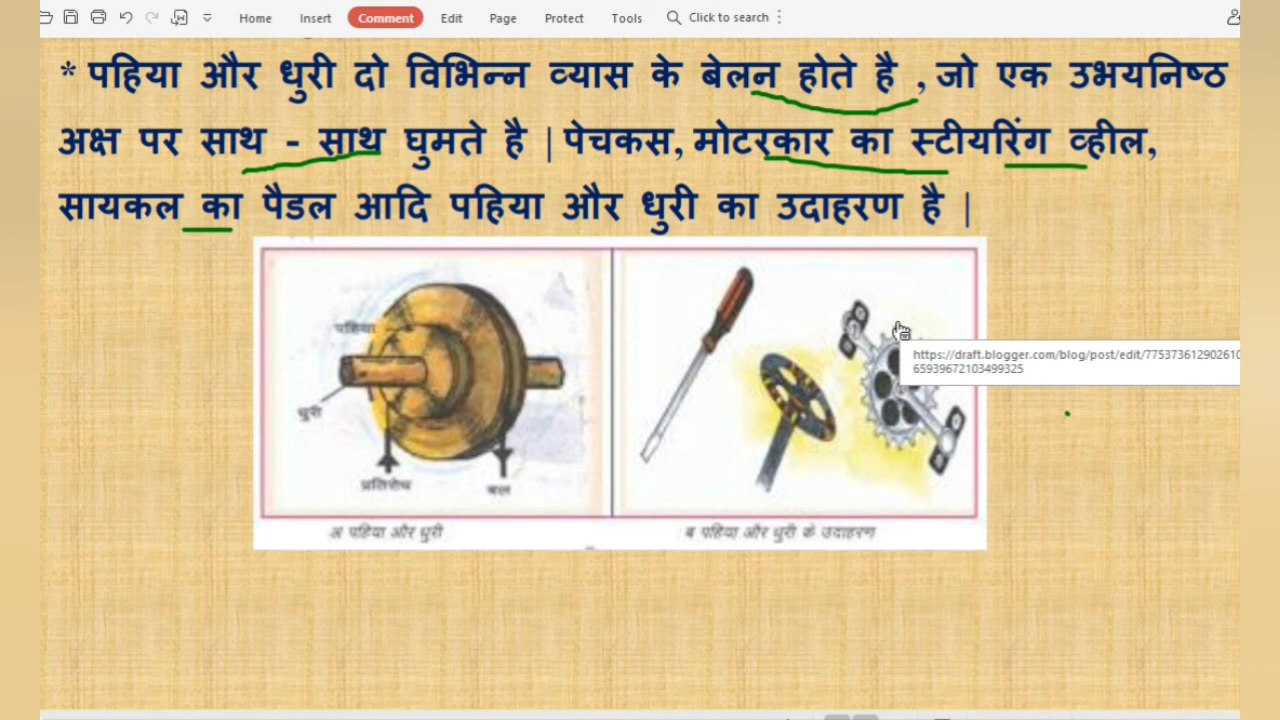 Home Insert Comment Edit Page Protect Tools Click to search
* पहिया और धुरी दो विभिन्न व्यास के बेलन होते है , जो एक उभयनिष्ठ
अक्ष पर साथ - साथ घुमते है | पेचकस, मोटरकार का स्टीयरिंग व्हील,
सायकल का पैडल आदि पहिया और धुरी का उदाहरण है |
पहिया
धुरी
प्रतिरोध
बल
https://draft.blogger.com/blog/post/edit/775373612902610
65939672103499325
अ पहिया और धुरी
ब पहिया और धुरी के उदाहरण